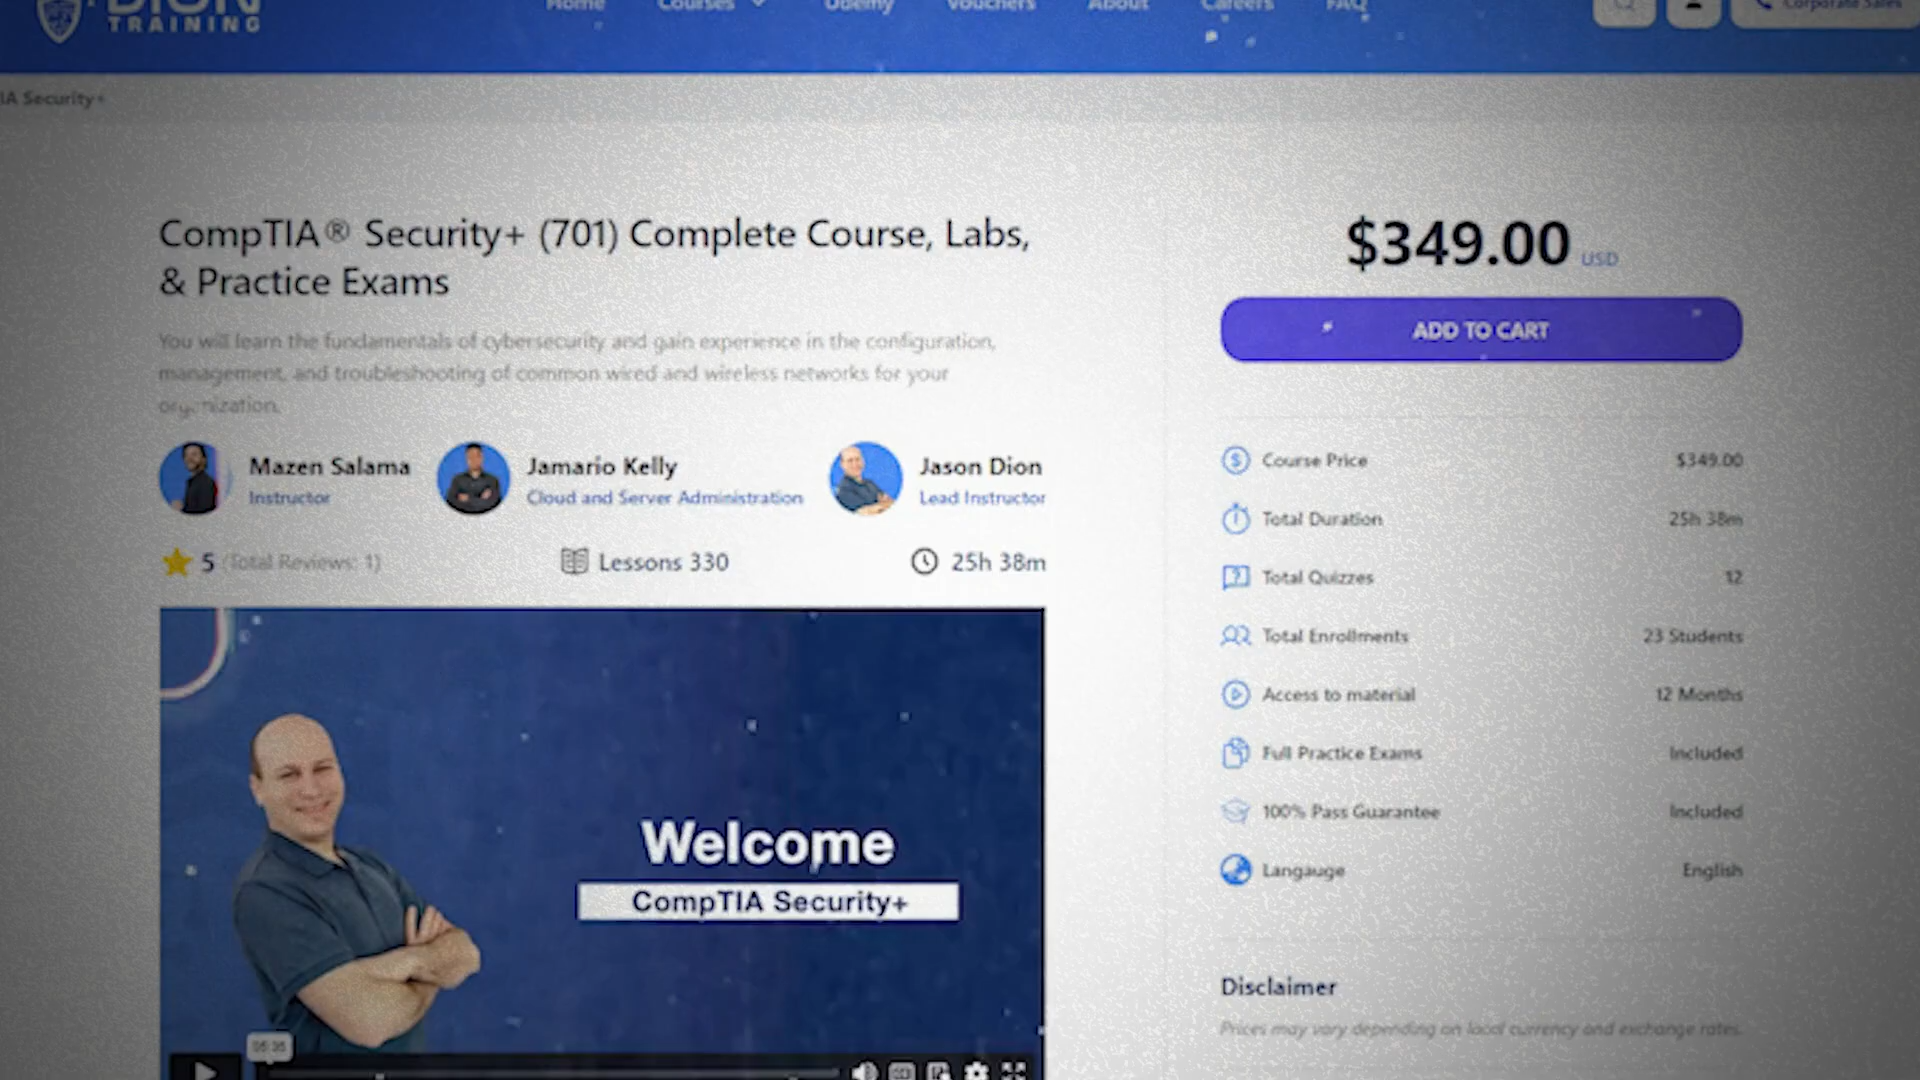 DION
TRAINING
Home
Courses
Udemy
Vouchers
About
Careers
FAQ
Corporate Sales
IA Security+
CompTIA® Security+ (701) Complete Course, Labs,
& Practice Exams
You will learn the fundamentals of cybersecurity and gain experience in the configuration,
management, and troubleshooting of common wired and wireless networks for your
organization.
Mazen Salama
Instructor
Jamario Kelly
Cloud and Server Administration
Jason Dion
Lead Instructor
5 (Total Reviews: 1)
Lessons 330
25h 38m
Welcome
CompTIA Security+
$349.00 USD
ADD TO CART
Course Price $349.00
Total Duration 25h 38m
Total Quizzes 12
Total Enrollments 23 Students
Access to material 12 Months
Full Practice Exams Included
100% Pass Guarantee Included
Langauge English
Disclaimer
Prices may vary depending on local currency and exchange rates.